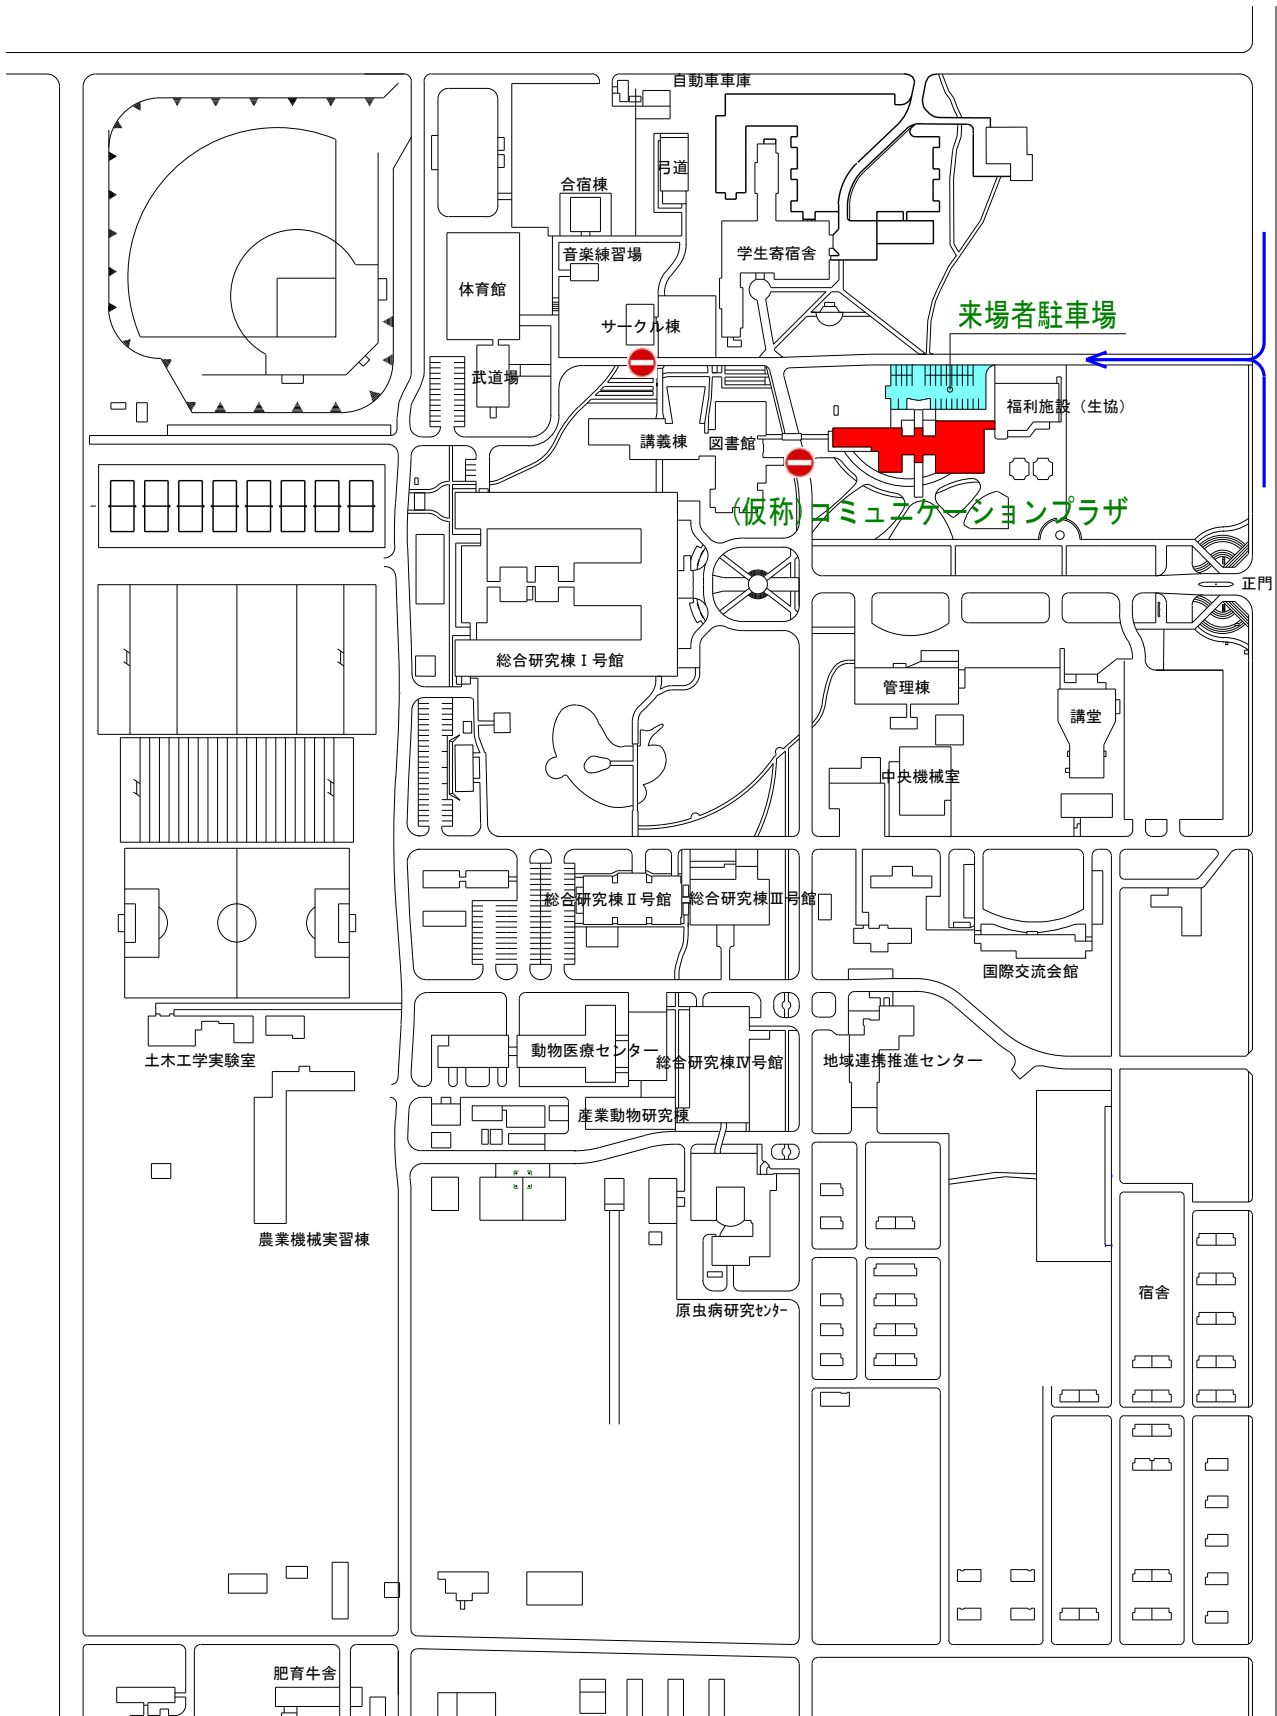 自動車車庫
弓道
合宿棟
音楽練習場
学生寄宿舎
体育館
サークル棟
来場者駐車場
武道場
福利施設（生協）
講義棟
図書館
(仮称)コミュニケーションプラザ
正門
総合研究棟Ⅰ号館
管理棟
講堂
中央機械室
総合研究棟Ⅱ号館
総合研究棟Ⅲ号館
国際交流会館
動物医療センター
総合研究棟Ⅳ号館
地域連携推進センター
土木工学実験室
産業動物研究棟
農業機械実習棟
原虫病研究ｾﾝﾀｰ
宿舎
肥育牛舎